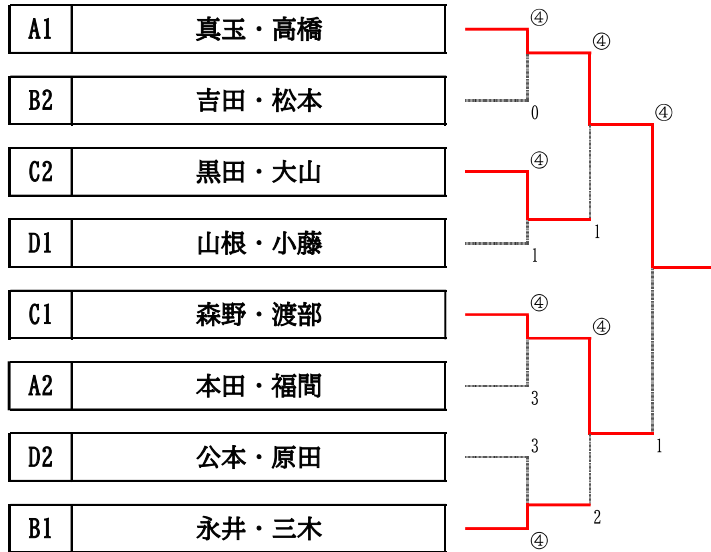 A1 真玉・高橋 ④ ④
B2 吉田・松本 0 ④
C2 黒田・大山 ④
D1 山根・小藤 1 1
C1 森野・渡部 ④ ④
A2 本田・福間 3
D2 公本・原田 3 1
B1 永井・三木 ④ 2